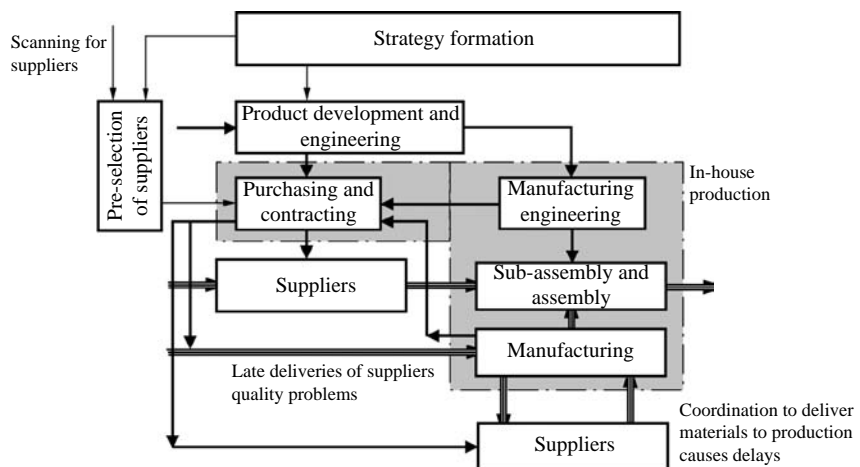 Scanning for
suppliers
Strategy formation
Product development and
engineering
Pre-selection
of suppliers
Purchasing and
contracting
Manufacturing
engineering
In-house
production
Suppliers
Sub-assembly and
assembly
Manufacturing
Late deliveries of suppliers
quality problems
Suppliers
Coordination to deliver
materials to production
causes delays